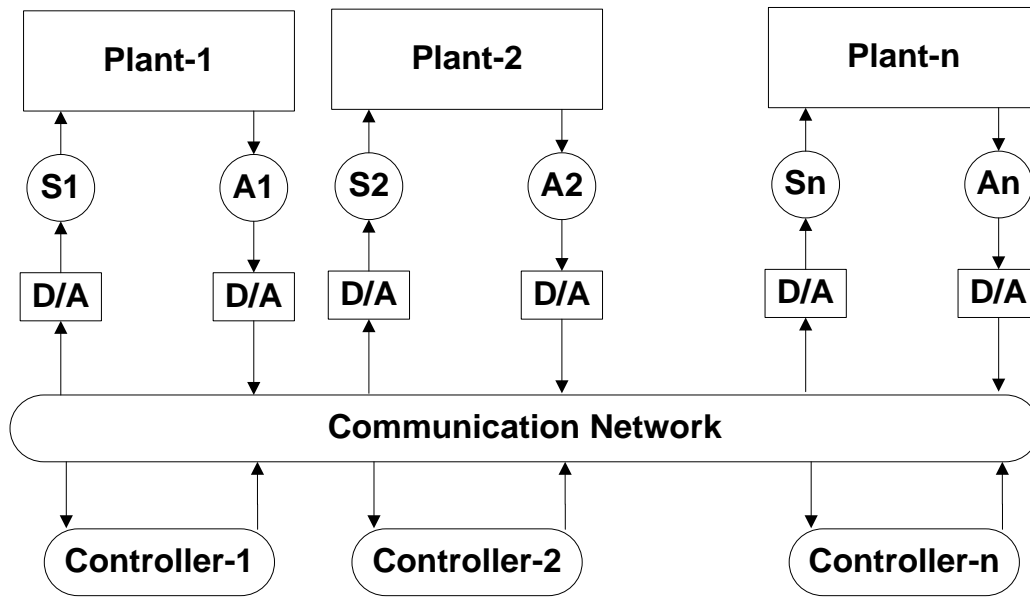 Plant-1
Plant-2
Plant-n
S1
A1
S2
A2
Sn
An
D/A
D/A
D/A
D/A
D/A
D/A
Communication Network
Controller-1
Controller-2
Controller-n